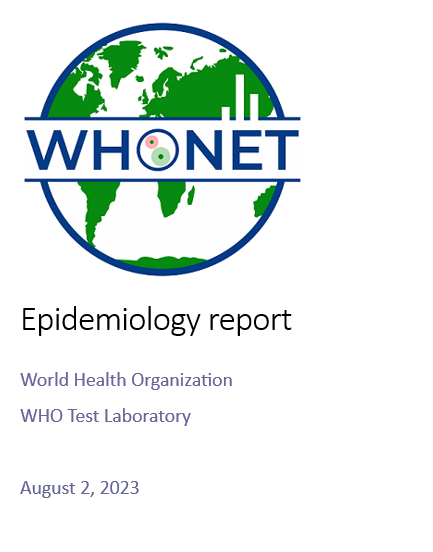 WHONET
Epidemiology report
World Health Organization
WHO Test Laboratory
August 2, 2023